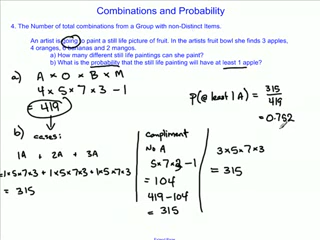 Combinations and Probability
4. The Number of total combinations from a Group with non-Distinct Items.
An artist is going to paint a still life picture of fruit. In the artists fruit bowl she finds 3 apples,
4 oranges, 6 bananas and 2 mangos.
a) How many different still life paintings can she paint?
b) What is the probability that the still life painting will have at least 1 apple?
a) A x O x B x M
4 x 5 x 7 x 3 - 1
= 419
P(@ least 1A) = 315
419
= 0.752
b) cases:
1A + 2A + 3A
= 1x5x7x3 + 1x5x7x3 + 1x5x7x3
= 315
Compliment
No A
5 x 7 x 3 - 1
= 104
419 - 104
= 315
3 x 5 x 7 x 3
= 315